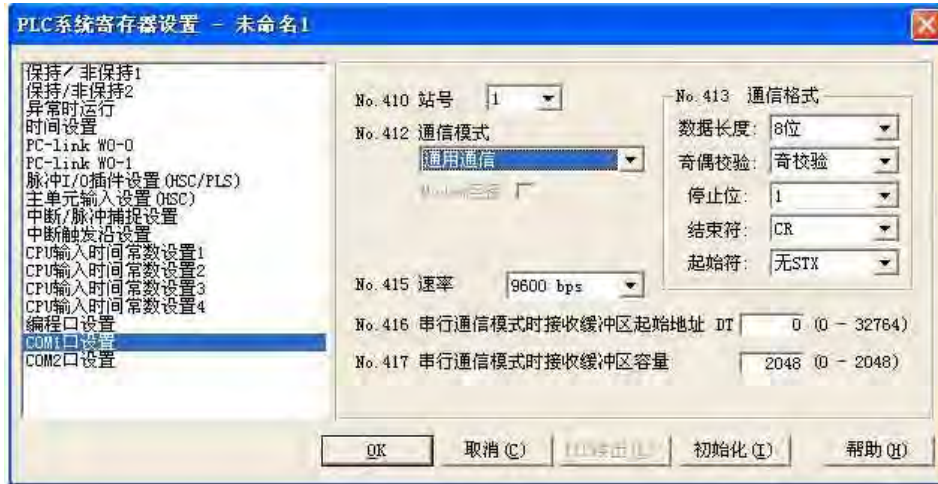 PLC系统寄存器设置 - 未命名1
保持/非保持1
保持/非保持2
异常时运行
时间设置
PC-link W0-0
PC-link W0-1
脉冲I/O插件设置(HSC/PLS)
主单元输入设置(HSC)
中断/脉冲捕捉设置
中断触发沿设置
CPU输入时间常数设置1
CPU输入时间常数设置2
CPU输入时间常数设置3
CPU输入时间常数设置4
编程口设置
COM1口设置
COM2口设置
No.410 站号 1
No.412 通信模式
通用通信
No.413 通信格式
数据长度: 8位
奇偶校验: 奇校验
停止位: 1
结束符: CR
起始符: 无STX
No.415 速率 9600 bps
No.416 串行通信模式时接收缓冲区起始地址 DT 0 (0 - 32764)
No.417 串行通信模式时接收缓冲区容量 2048 (0 - 2048)
OK 取消(C) 初始化(I) 帮助(H)